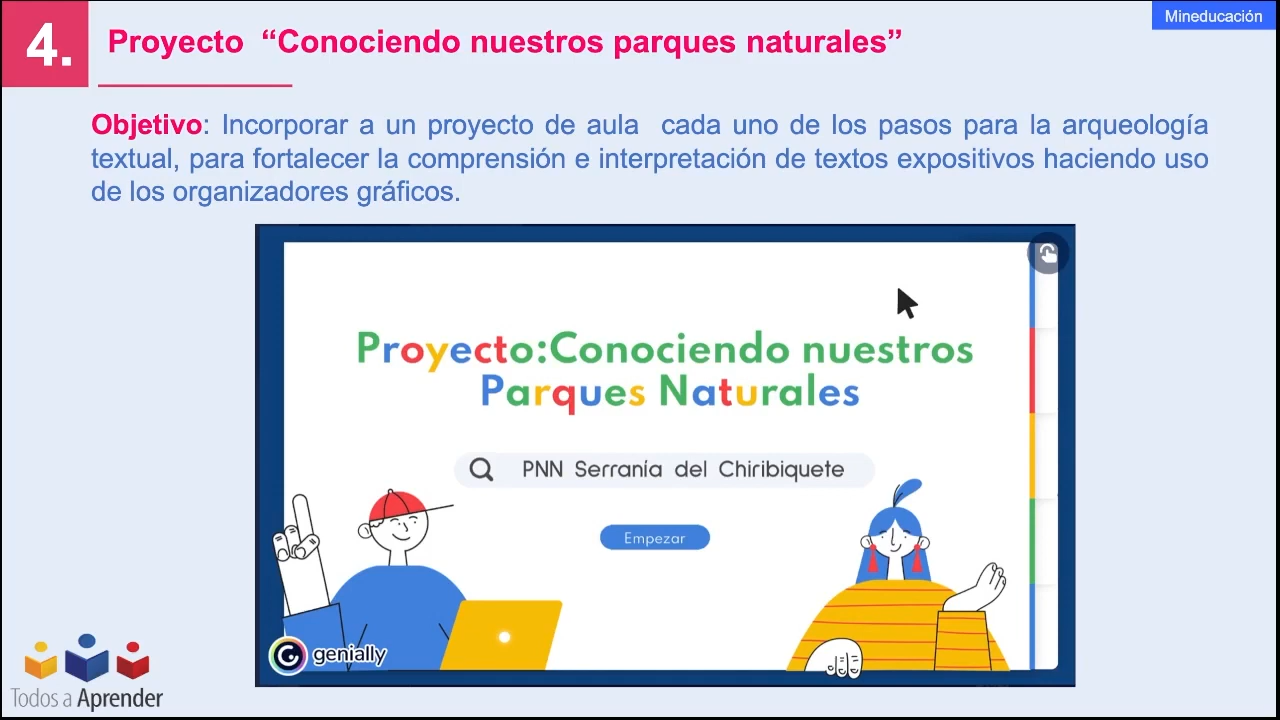 Mineducación
4.
Proyecto “Conociendo nuestros parques naturales”
Objetivo: Incorporar a un proyecto de aula cada uno de los pasos para la arqueología
textual, para fortalecer la comprensión e interpretación de textos expositivos haciendo uso
de los organizadores gráficos.
Proyecto:Conociendo nuestros
Parques Naturales
PNN Serranía del Chiribiquete
Empezar
genially
Todos a Aprender